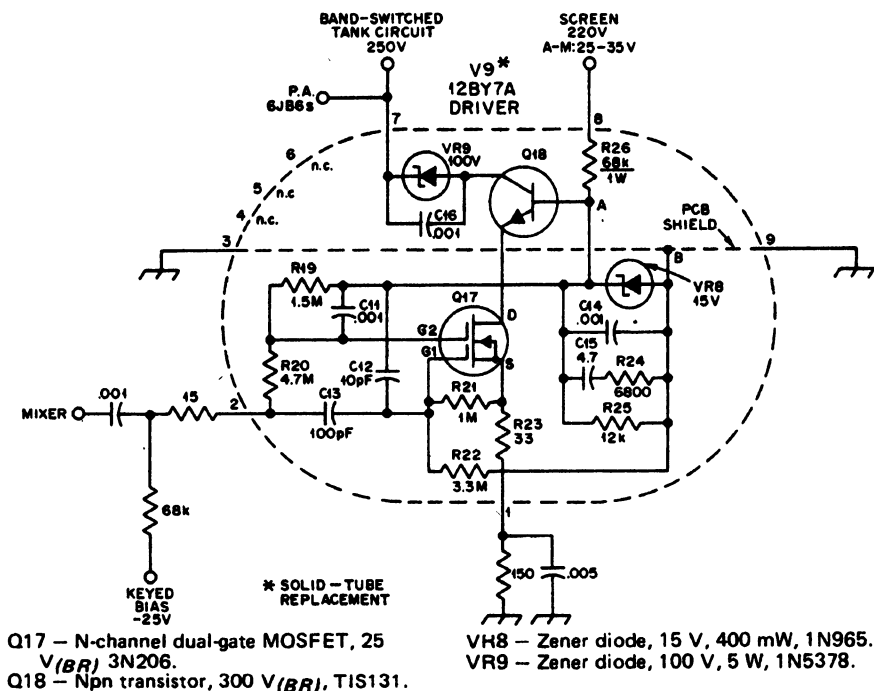 BAND-SWITCHED
TANK CIRCUIT
250V
SCREEN
220V
A-M:25-35V
V9*
12BY7A
DRIVER
P.A.
6JB6s
7
8
6
n.c.
VR9
100V
Q18
R26
68k
1W
5
n.c
C16
.001
A
4
n.c.
PCB
SHIELD
3
B
9
R19
1.5M
C11
.001
Q17
VR8
15V
D
C14
.001
G2
G1
S
C15
4.7
R24
6800
R20
4.7M
C12
10pF
R21
1M
R25
12k
MIXER
.001
15
2
C13
100pF
R23
33
R22
3.3M
1
68k
150
.005
KEYED
BIAS
-25V
* SOLID-TUBE
REPLACEMENT
Q17 — N-channel dual-gate MOSFET, 25
V(BR) 3N206.
Q18 — Npn transistor, 300 V(BR), TIS131.
VR8 — Zener diode, 15 V, 400 mW, 1N965.
VR9 — Zener diode, 100 V, 5 W, 1N5378.